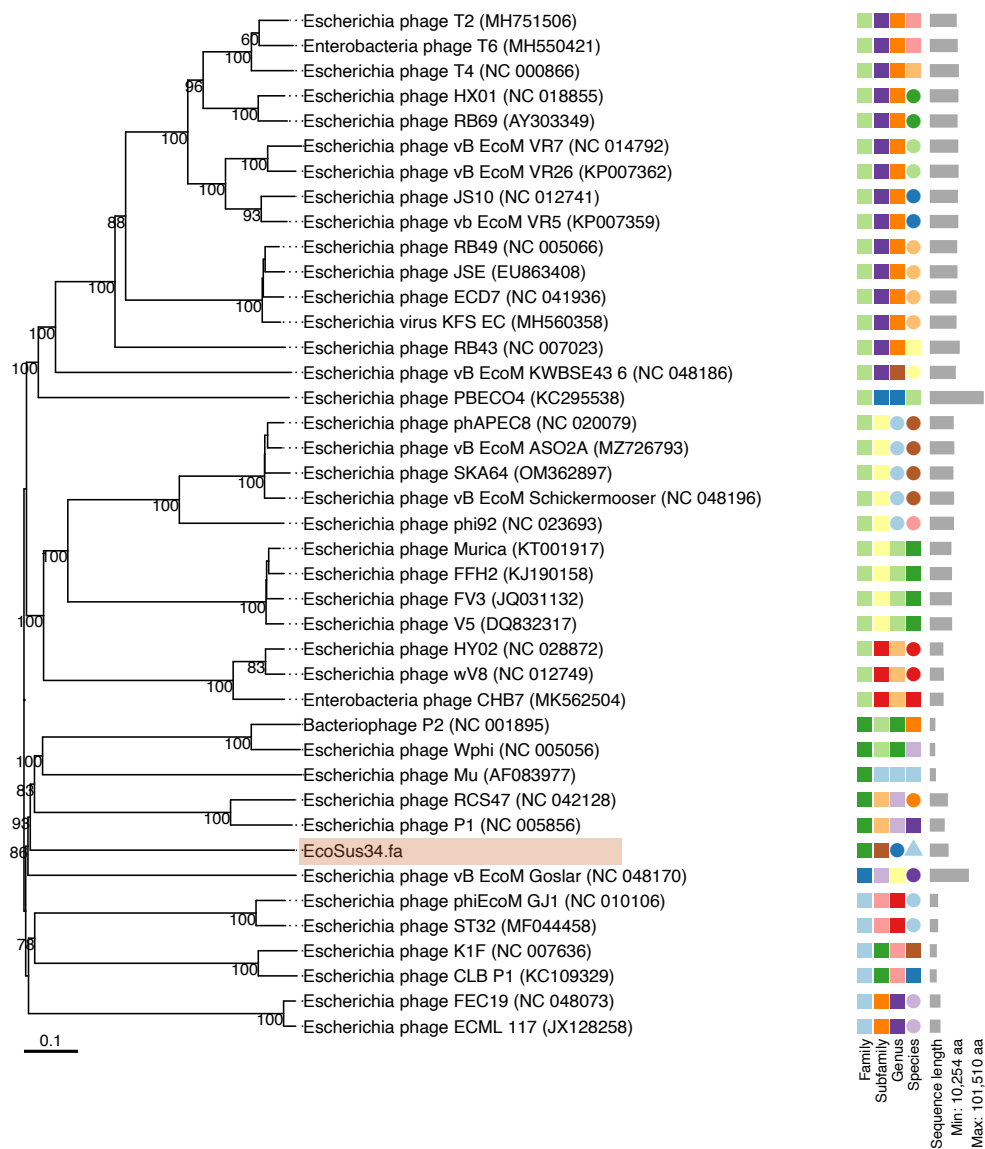 Escherichia phage T2 (MH751506)
60
Enterobacteria phage T6 (MH550421)
100
Escherichia phage T4 (NC 000866)
96
Escherichia phage HX01 (NC 018855)
100
Escherichia phage RB69 (AY303349)
100
Escherichia phage vB EcoM VR7 (NC 014792)
100
Escherichia phage vB EcoM VR26 (KP007362)
100
Escherichia phage JS10 (NC 012741)
93
Escherichia phage vb EcoM VR5 (KP007359)
88
Escherichia phage RB49 (NC 005066)
Escherichia phage JSE (EU863408)
100
Escherichia phage ECD7 (NC 041936)
100
Escherichia virus KFS EC (MH560358)
100
Escherichia phage RB43 (NC 007023)
100
Escherichia phage vB EcoM KWBSE43 6 (NC 048186)
Escherichia phage PBECO4 (KC295538)
Escherichia phage phAPEC8 (NC 020079)
Escherichia phage vB EcoM ASO2A (MZ726793)
Escherichia phage SKA64 (OM362897)
100
Escherichia phage vB EcoM Schickermooser (NC 048196)
100
Escherichia phage phi92 (NC 023693)
Escherichia phage Murica (KT001917)
100
Escherichia phage FFH2 (KJ190158)
Escherichia phage FV3 (JQ031132)
100
Escherichia phage V5 (DQ832317)
100
Escherichia phage HY02 (NC 028872)
83
Escherichia phage wV8 (NC 012749)
100
Enterobacteria phage CHB7 (MK562504)
Bacteriophage P2 (NC 001895)
100
Escherichia phage Wphi (NC 005056)
100
Escherichia phage Mu (AF083977)
83
Escherichia phage RCS47 (NC 042128)
100
Escherichia phage P1 (NC 005856)
93
EcoSus34.fa
86
Escherichia phage vB EcoM Goslar (NC 048170)
Escherichia phage phiEcoM GJ1 (NC 010106)
100
Escherichia phage ST32 (MF044458)
78
Escherichia phage K1F (NC 007636)
100
Escherichia phage CLB P1 (KC109329)
Escherichia phage FEC19 (NC 048073)
100
Escherichia phage ECML 117 (JX128258)
0.1
Family
Subfamily
Genus
Species
Sequence length
Min: 10,254 aa
Max: 101,510 aa